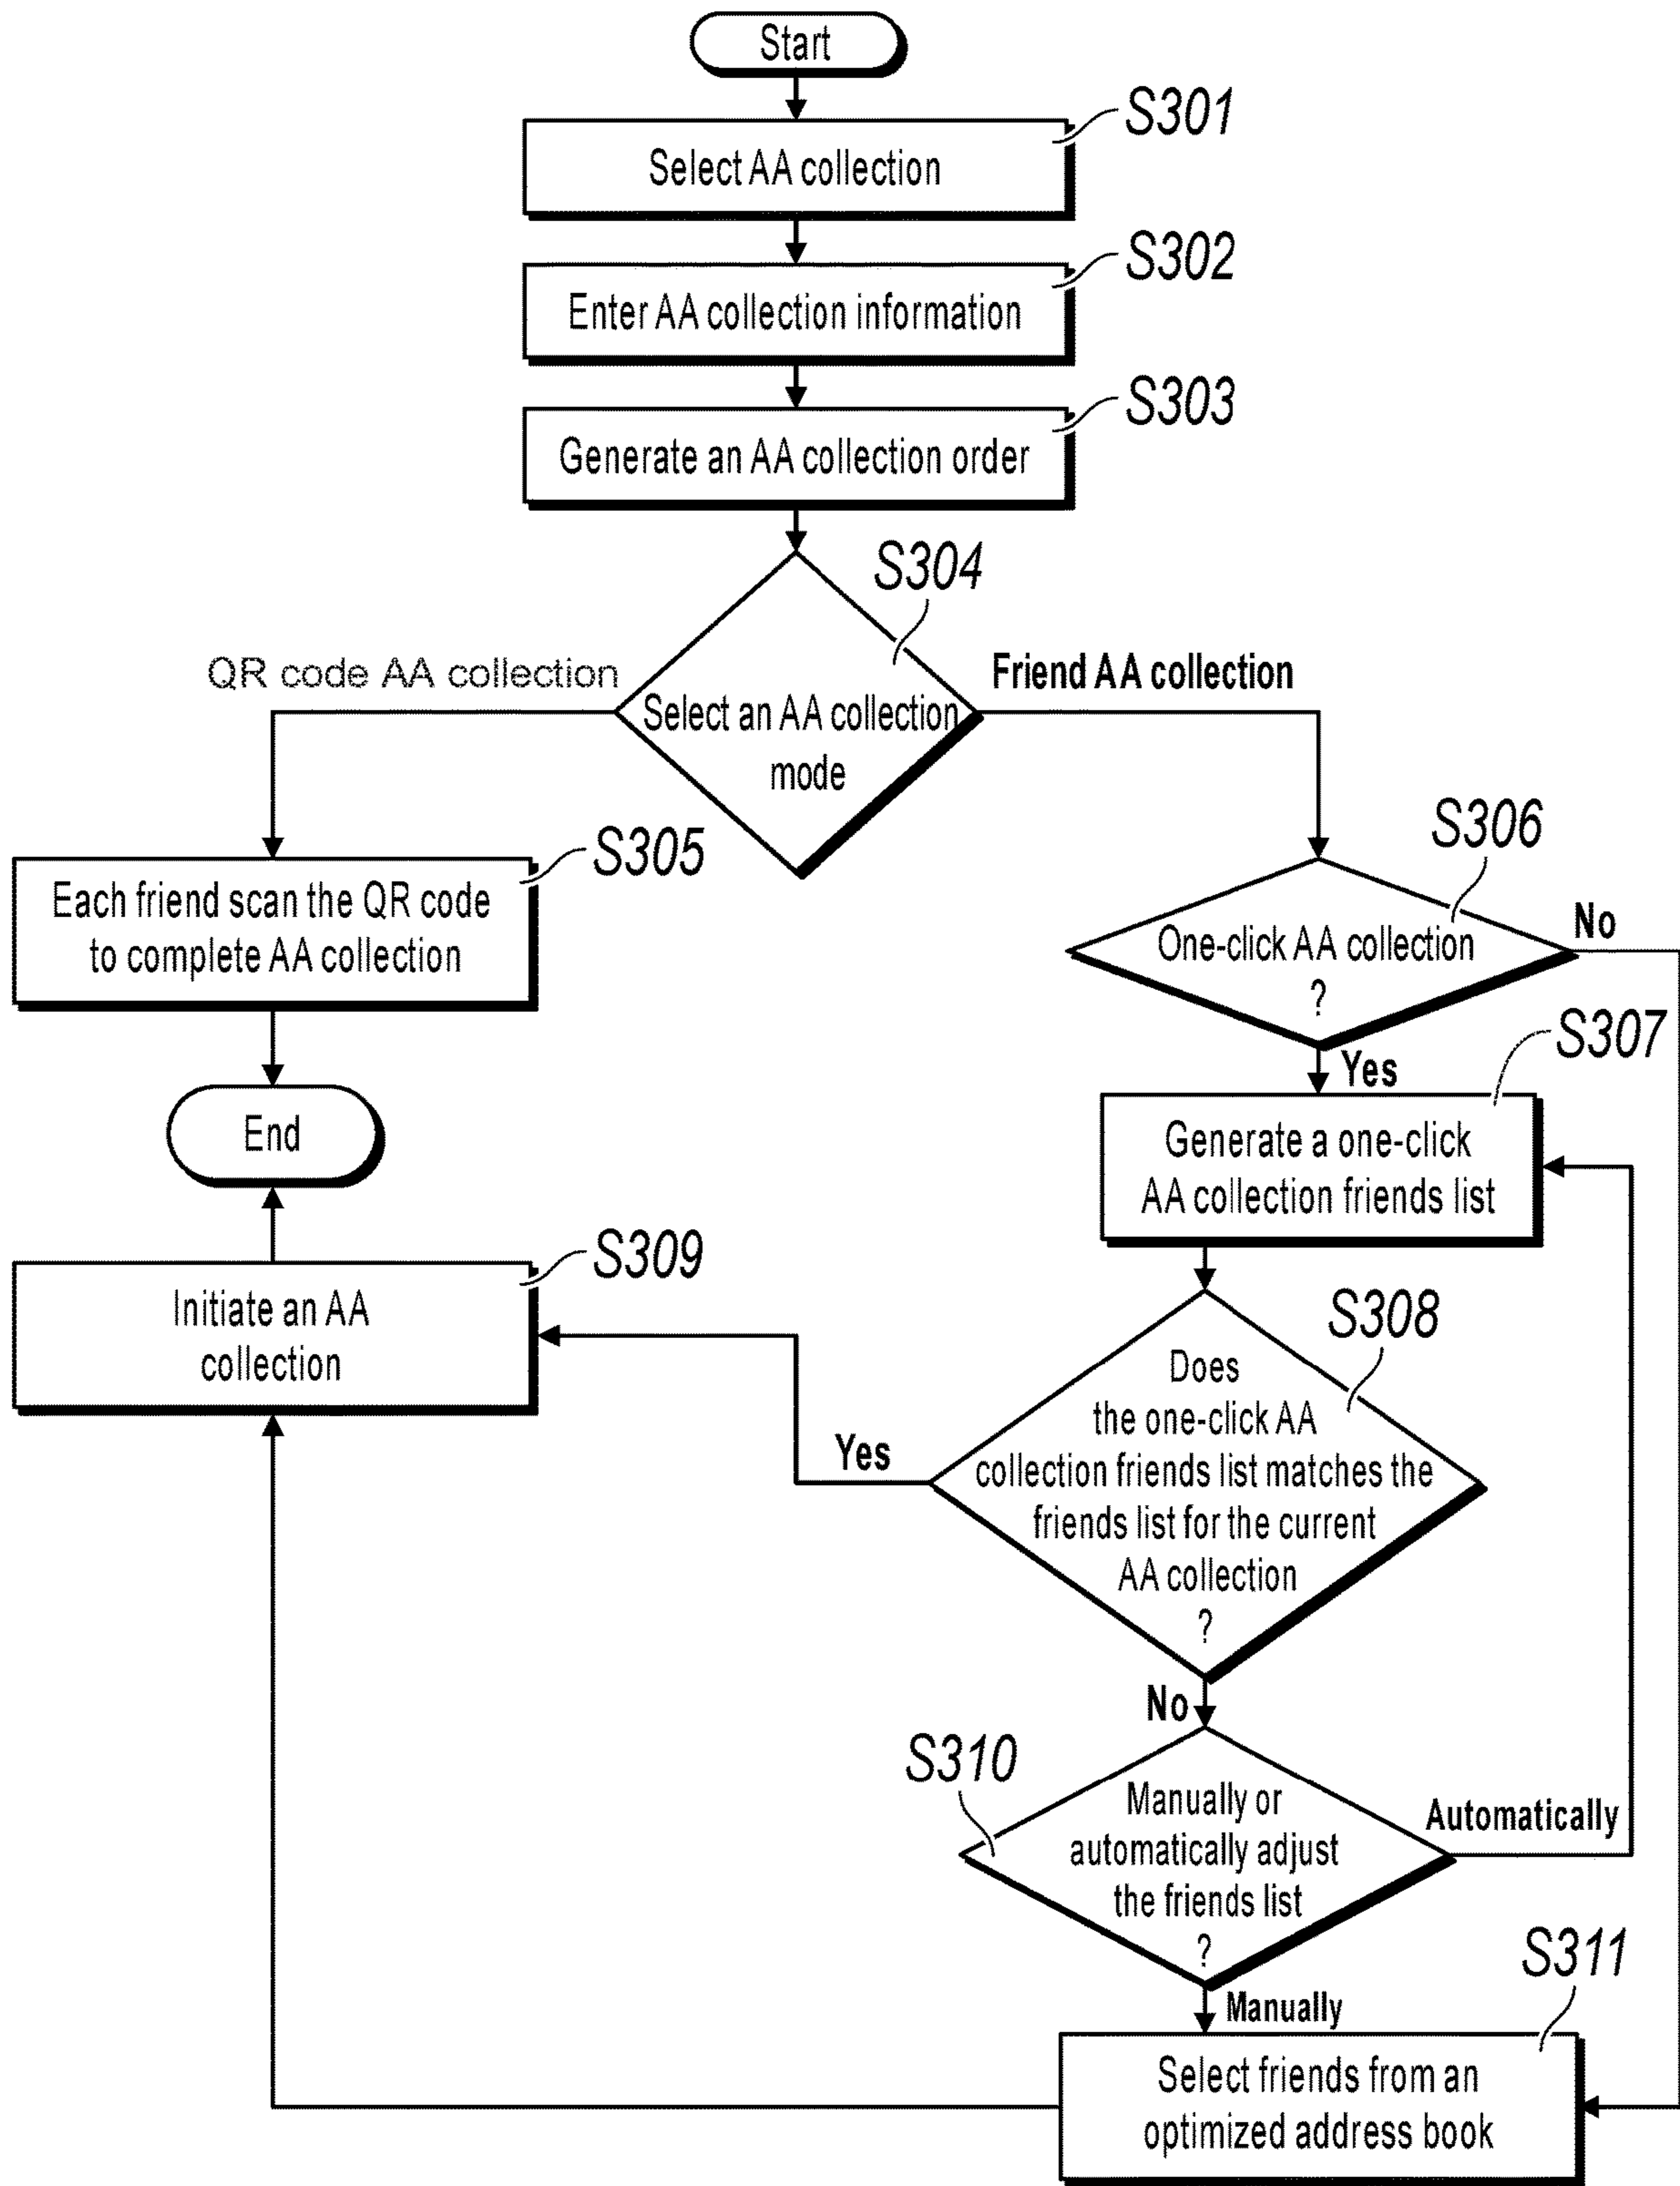 Start
S301
Select AA collection
S302
Enter AA collection information
S303
Generate an AA collection order
S304
QR code AA collection
Friend AA collection
Select an AA collection
mode
S305
Each friend scan the QR code
to complete AA collection
S306
No
One-click AA collection
?
Yes
S307
Generate a one-click
AA collection friends list
End
S309
Initiate an AA
collection
S308
Does
the one-click AA
collection friends list matches the
friends list for the current
AA collection
?
Yes
No
S310
Manually or
automatically adjust
the friends list
?
Automatically
Manually
S311
Select friends from an
optimized address book